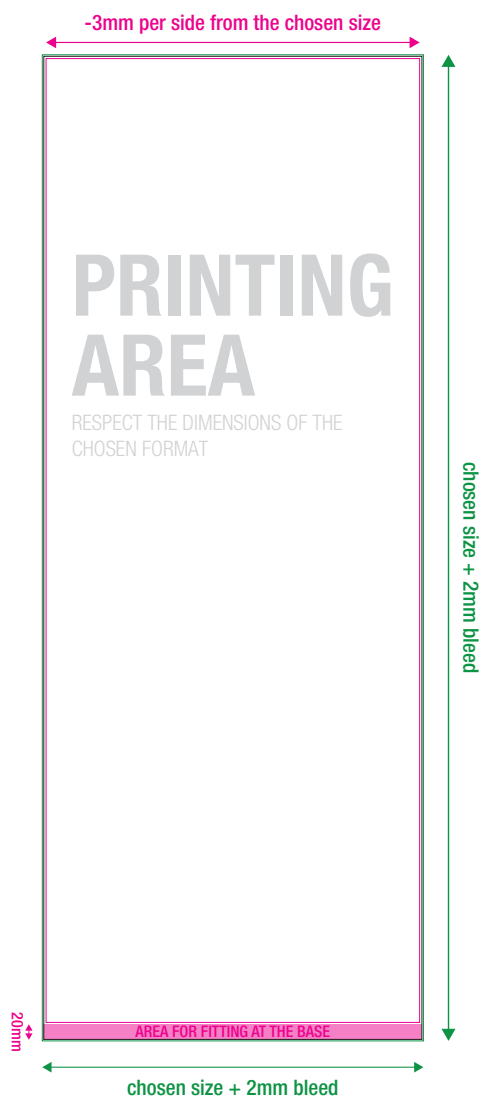 -3mm per side from the chosen size
PRINTING
AREA
RESPECT THE DIMENSIONS OF THE
CHOSEN FORMAT
chosen size + 2mm bleed
20mm
AREA FOR FITTING AT THE BASE
chosen size + 2mm bleed